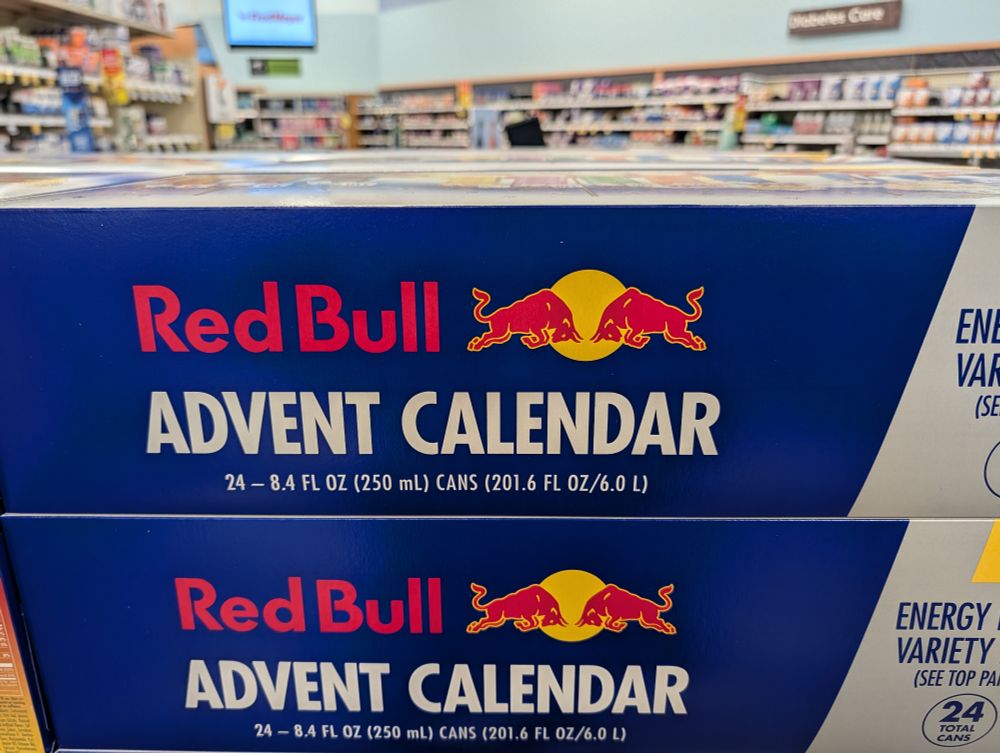 Diabetes Care
Red Bull
ADVENT CALENDAR
24 – 8.4 FL OZ (250 mL) CANS (201.6 FL OZ/6.0 L)
ENE
VAR
(SE
Red Bull
ADVENT CALENDAR
24 – 8.4 FL OZ (250 mL) CANS (201.6 FL OZ/6.0 L)
ENERGY
VARIETY
(SEE TOP PA
24
TOTAL
CANS